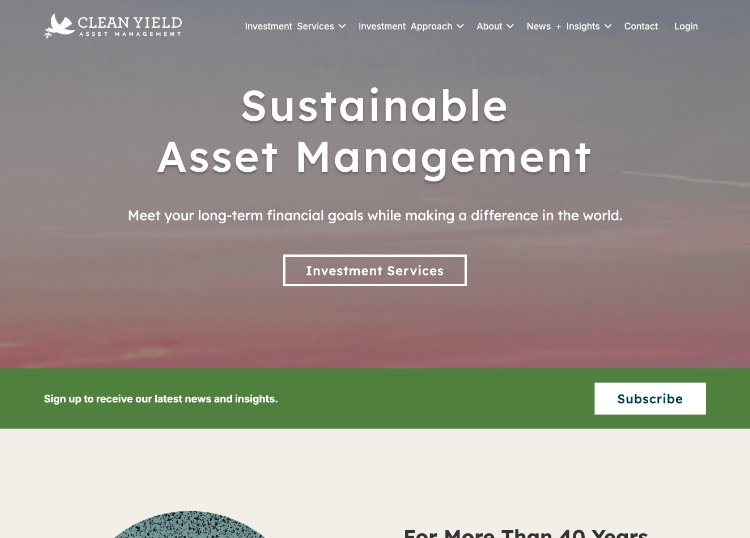 CLEAN YIELD
ASSET MANAGEMENT
Investment Services Investment Approach About News + Insights Contact Login
Sustainable
Asset Management
Meet your long-term financial goals while making a difference in the world.
Investment Services
Sign up to receive our latest news and insights.
Subscribe
For More Than 40 Years